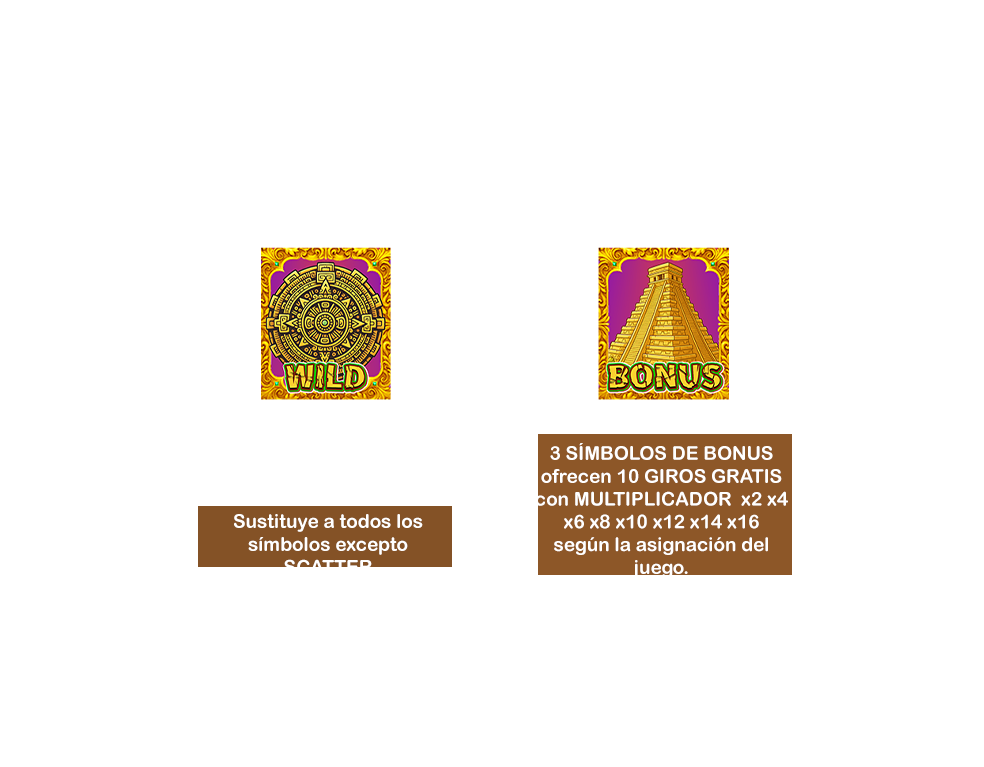 WILD
BONUS
Sustituye a todos los
símbolos excepto
SCATTER
3 SÍMBOLOS DE BONUS
ofrecen 10 GIROS GRATIS
con MULTIPLICADOR x2 x4
x6 x8 x10 x12 x14 x16
según la asignación del
juego.